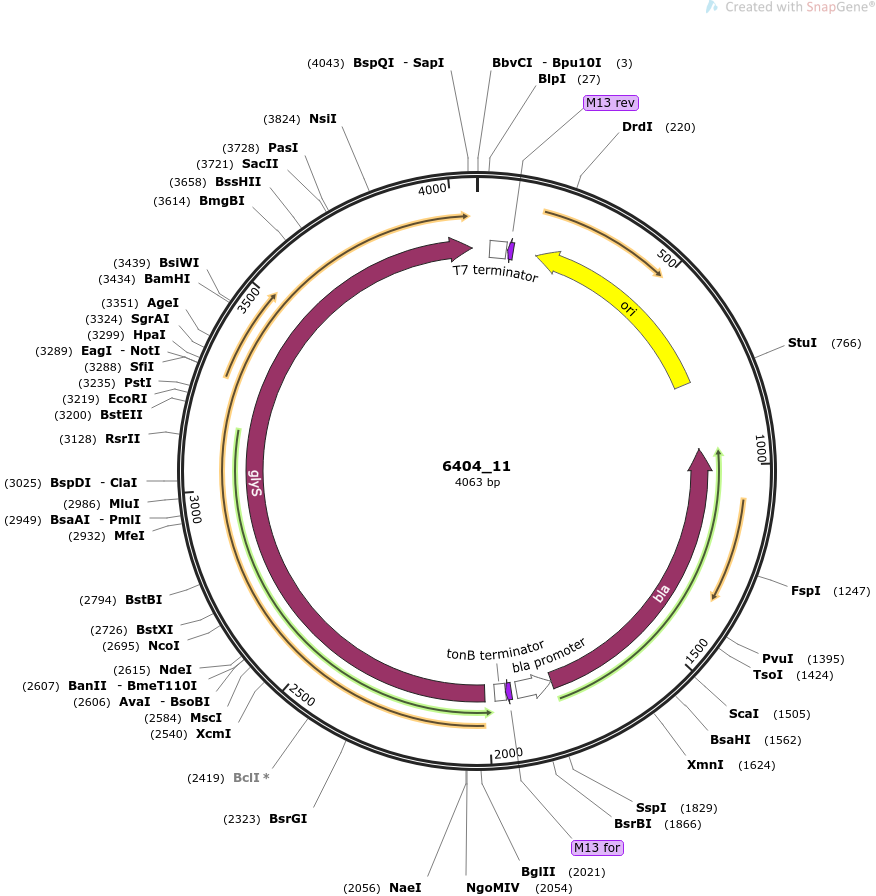 Created with SnapGene®
(4043) BspQI - SapI
BbvCI - Bpu10I (3)
BlpI (27)
M13 rev
DrdI (220)
(3824) NsiI
(3728) PasI
(3721) SacII
(3658) BssHII
(3614) BmgBI
(3439) BsiWI
(3434) BamHI
(3351) AgeI
(3324) SgrAI
(3299) HpaI
(3289) EagI - NotI
(3288) SfiI
(3235) PstI
(3219) EcoRI
(3200) BstEII
(3128) RsrII
(3025) BspDI - ClaI
(2986) MluI
(2949) BsaAI - PmlI
(2932) MfeI
(2794) BstBI
(2726) BstXI
(2695) NcoI
(2615) NdeI
(2607) BanII - BmeT110I
(2606) AvaI - BsoBI
(2584) MscI
(2540) XcmI
(2419) BclI *
(2323) BsrGI
(2056) NaeI
NgoMIV (2054)
BglII (2021)
M13 for
BsrBI (1866)
SspI (1829)
XmnI (1624)
BsaHI (1562)
ScaI (1505)
TsoI (1424)
PvuI (1395)
FspI (1247)
StuI (766)
4000
500
1000
1500
2000
2500
3000
3500
T7 terminator
ori
glyS
bla
tonB terminator
bla promoter
6404_11
4063 bp